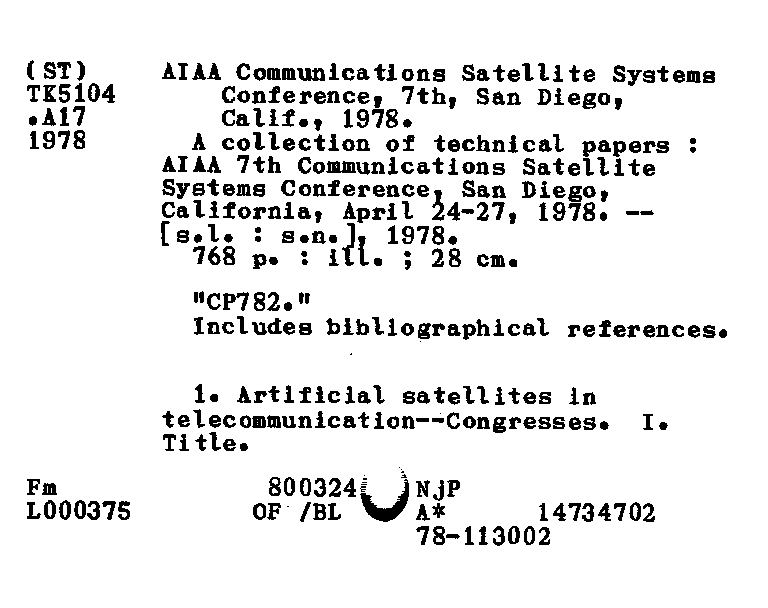 (ST) AIAA Communications Satellite Systems
TK5104 Conference, 7th, San Diego,
.A17 Calif., 1978.
1978 A collection of technical papers :
AIAA 7th Communications Satellite
Systems Conference, San Diego,
California, April 24-27, 1978. --
[s.l. : s.n.], 1978.
768 p. : ill. ; 28 cm.
"CP782."
Includes bibliographical references.
1. Artificial satellites in
telecommunication--Congresses. I.
Title.
Fm 800324 NjP
L000375 OF /BL A* 14734702
78-113002